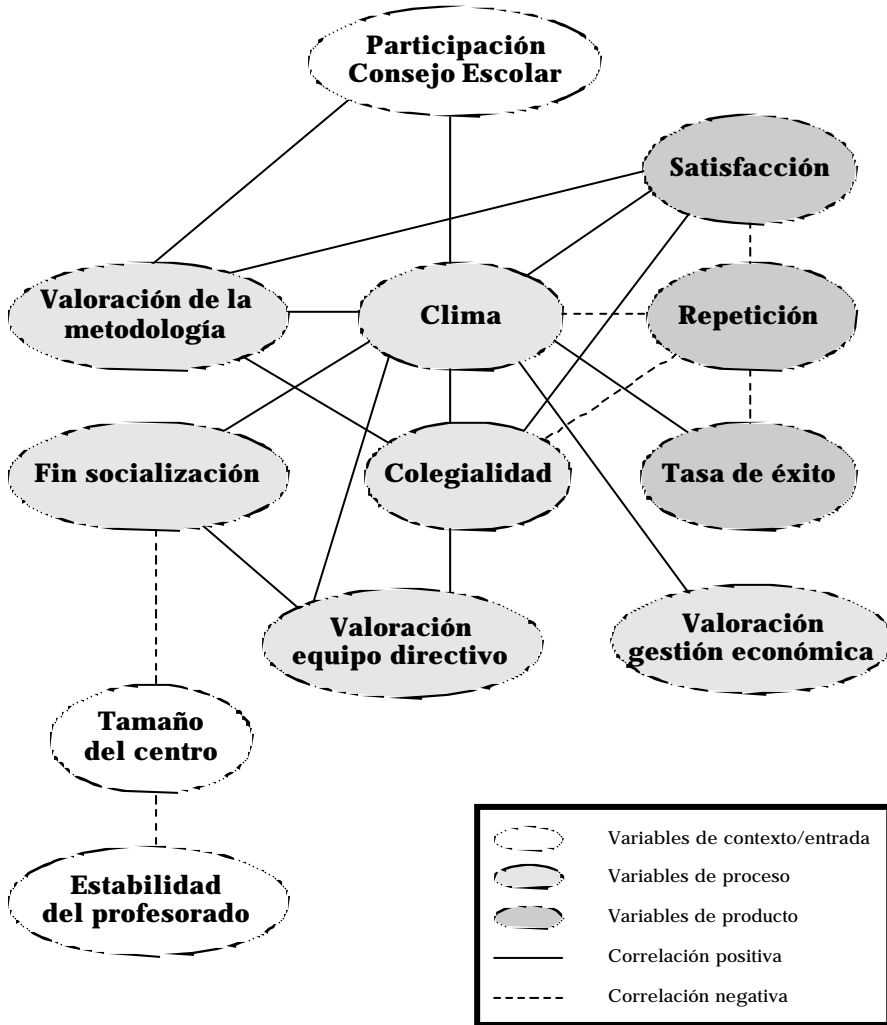 Participación
Consejo Escolar
Satisfacción
Valoración de la
metodología
Clima
Repetición
Fin socialización
Colegialidad
Tasa de éxito
Valoración
equipo directivo
Valoración
gestión económica
Tamaño
del centro
Estabilidad
del profesorado
Variables de contexto/entrada
Variables de proceso
Variables de producto
Correlación positiva
Correlación negativa